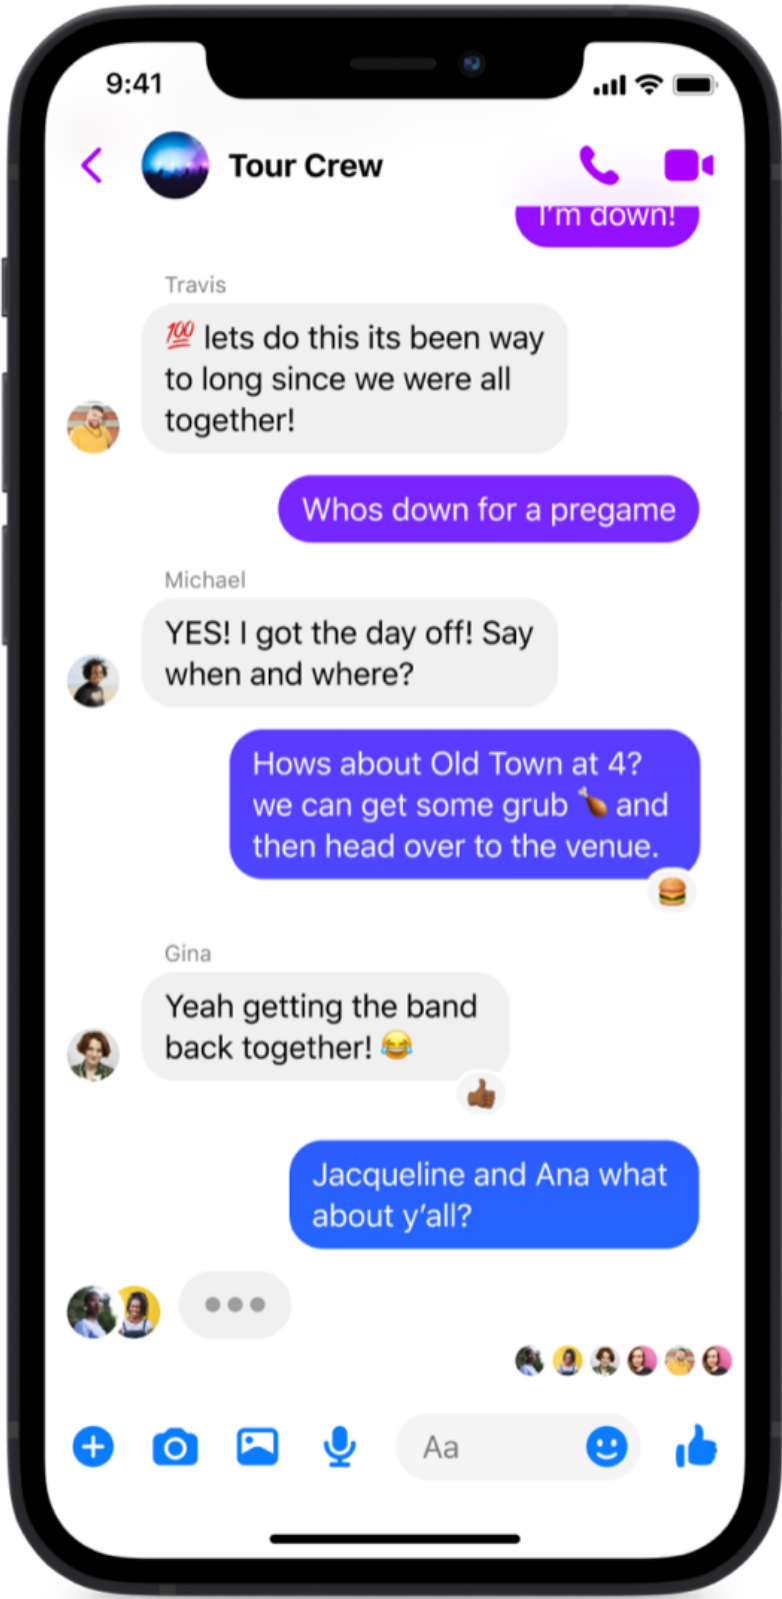 9:41
Tour Crew
I'm down!
Travis
💯 lets do this its been way
to long since we were all
together!
Whos down for a pregame
Michael
YES! I got the day off! Say
when and where?
Hows about Old Town at 4?
we can get some grub 🍗 and
then head over to the venue.
🍔
Gina
Yeah getting the band
back together! 😂
👍🏾
Jacqueline and Ana what
about y'all?
Aa